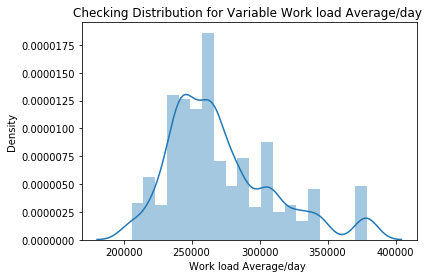 Checking Distribution for Variable Work load Average/day
0.0000175
0.0000150
0.0000125
0.0000100
0.0000075
0.0000050
0.0000025
0.0000000
Density
200000 250000 300000 350000 400000
Work load Average/day